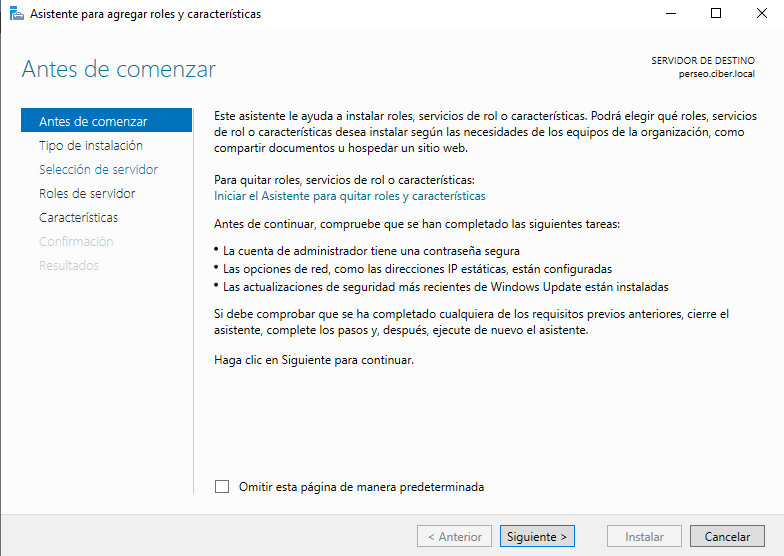 Asistente para agregar roles y características
Antes de comenzar
SERVIDOR DE DESTINO
perseo.ciber.local
Antes de comenzar
Tipo de instalación
Selección de servidor
Roles de servidor
Características
Confirmación
Resultados
Este asistente le ayuda a instalar roles, servicios de rol o características. Podrá elegir qué roles, servicios
de rol o características desea instalar según las necesidades de los equipos de la organización, como
compartir documentos u hospedar un sitio web.
Para quitar roles, servicios de rol o características:
Iniciar el Asistente para quitar roles y características
Antes de continuar, compruebe que se han completado las siguientes tareas:
• La cuenta de administrador tiene una contraseña segura
• Las opciones de red, como las direcciones IP estáticas, están configuradas
• Las actualizaciones de seguridad más recientes de Windows Update están instaladas
Si debe comprobar que se ha completado cualquiera de los requisitos previos anteriores, cierre el
asistente, complete los pasos y, después, ejecute de nuevo el asistente.
Haga clic en Siguiente para continuar.
Omitir esta página de manera predeterminada
< Anterior
Siguiente >
Instalar
Cancelar